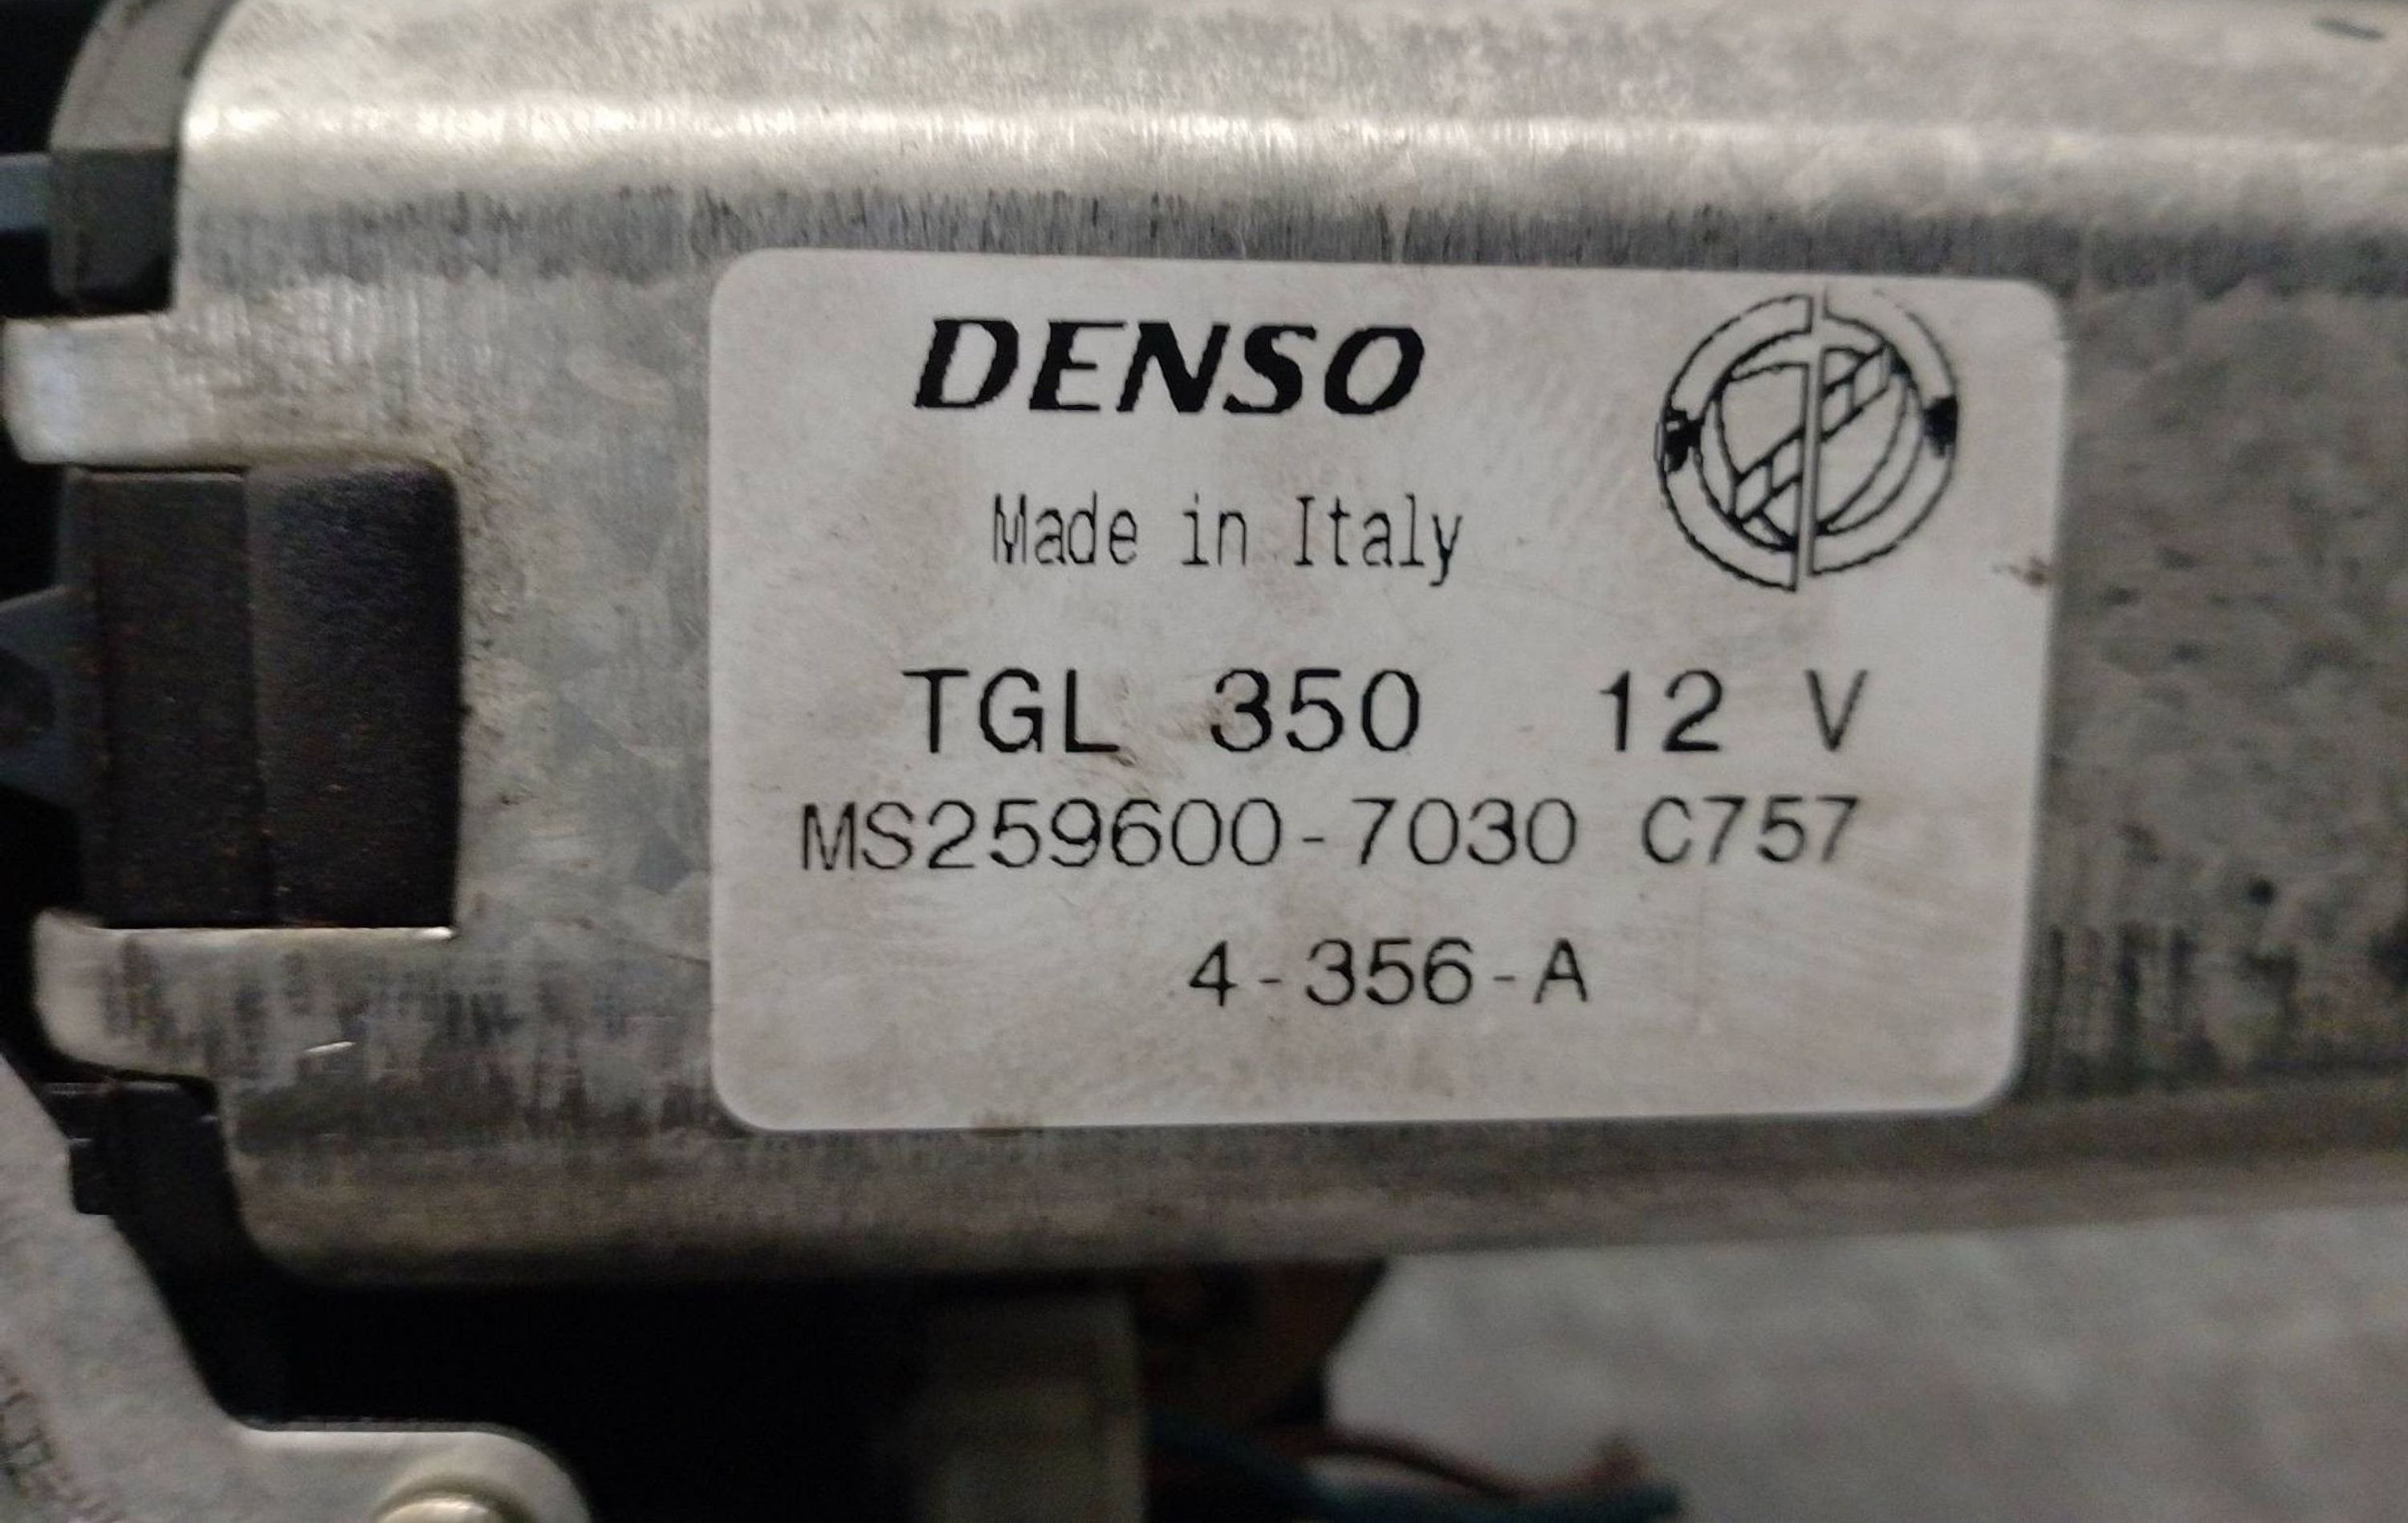 DENSO
Made in Italy
TGL 350 12 V
MS259600-7030 C757
4-356-A